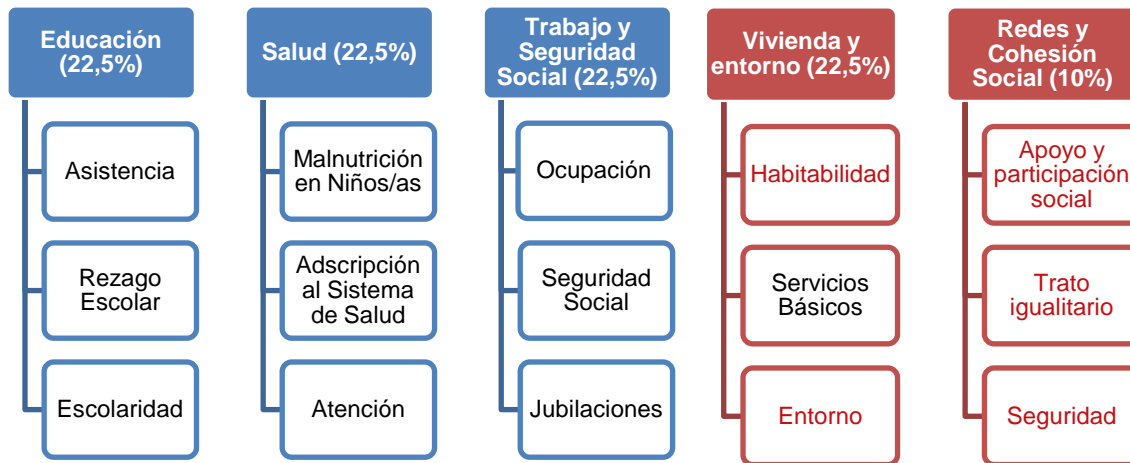 Educación
(22,5%)
Asistencia
Rezago
Escolar
Escolaridad
Salud (22,5%)
Malnutrición
en Niños/as
Adscripción
al Sistema
de Salud
Atención
Trabajo y
Seguridad
Social (22,5%)
Ocupación
Seguridad
Social
Jubilaciones
Vivienda y
entorno (22,5%)
Habitabilidad
Servicios
Básicos
Entorno
Redes y
Cohesión
Social (10%)
Apoyo y
participación
social
Trato
igualitario
Seguridad